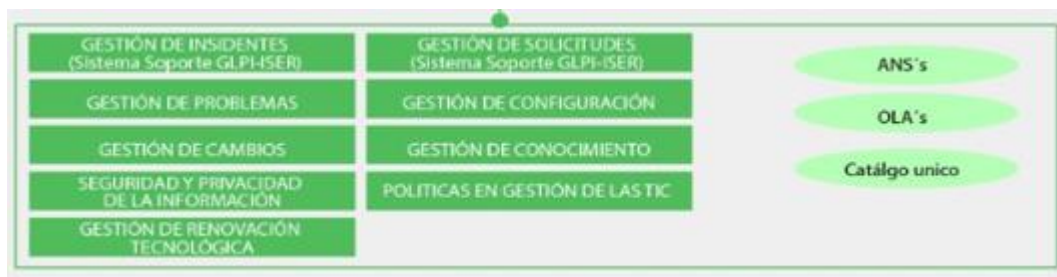 GESTIÓN DE INSIDENTES
(Sistema Soporte GLPI-ISER)
GESTIÓN DE SOLICITUDES
(Sistema Soporte GLPI-ISER)
GESTIÓN DE PROBLEMAS
GESTIÓN DE CONFIGURACIÓN
GESTIÓN DE CAMBIOS
GESTIÓN DE CONOCIMIENTO
SEGURIDAD Y PRIVACIDAD
DE LA INFORMACIÓN
POLITICAS EN GESTIÓN DE LAS TIC
GESTIÓN DE RENOVACIÓN
TECNOLÓGICA
ANS´s
OLA´s
Catálgo unico